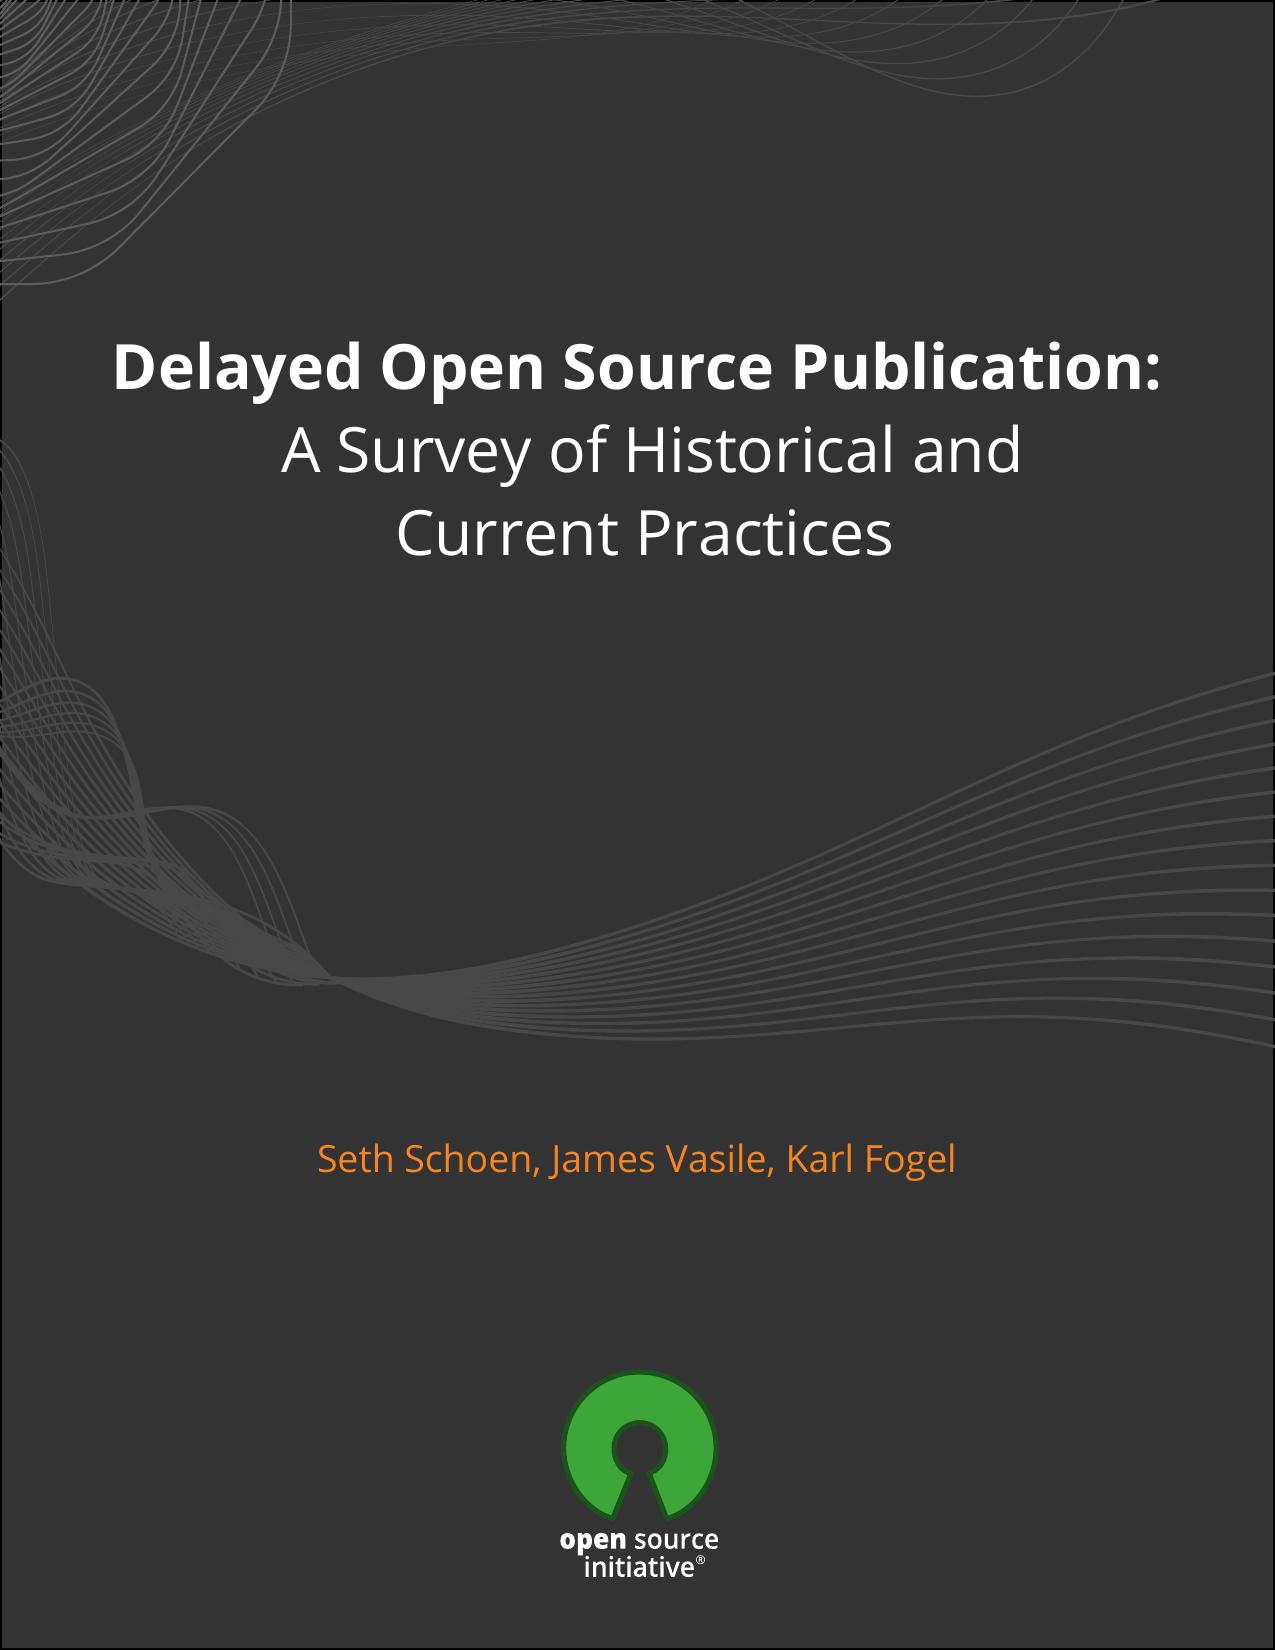 Delayed Open Source Publication:
A Survey of Historical and
Current Practices
Seth Schoen, James Vasile, Karl Fogel
open source
initiative®